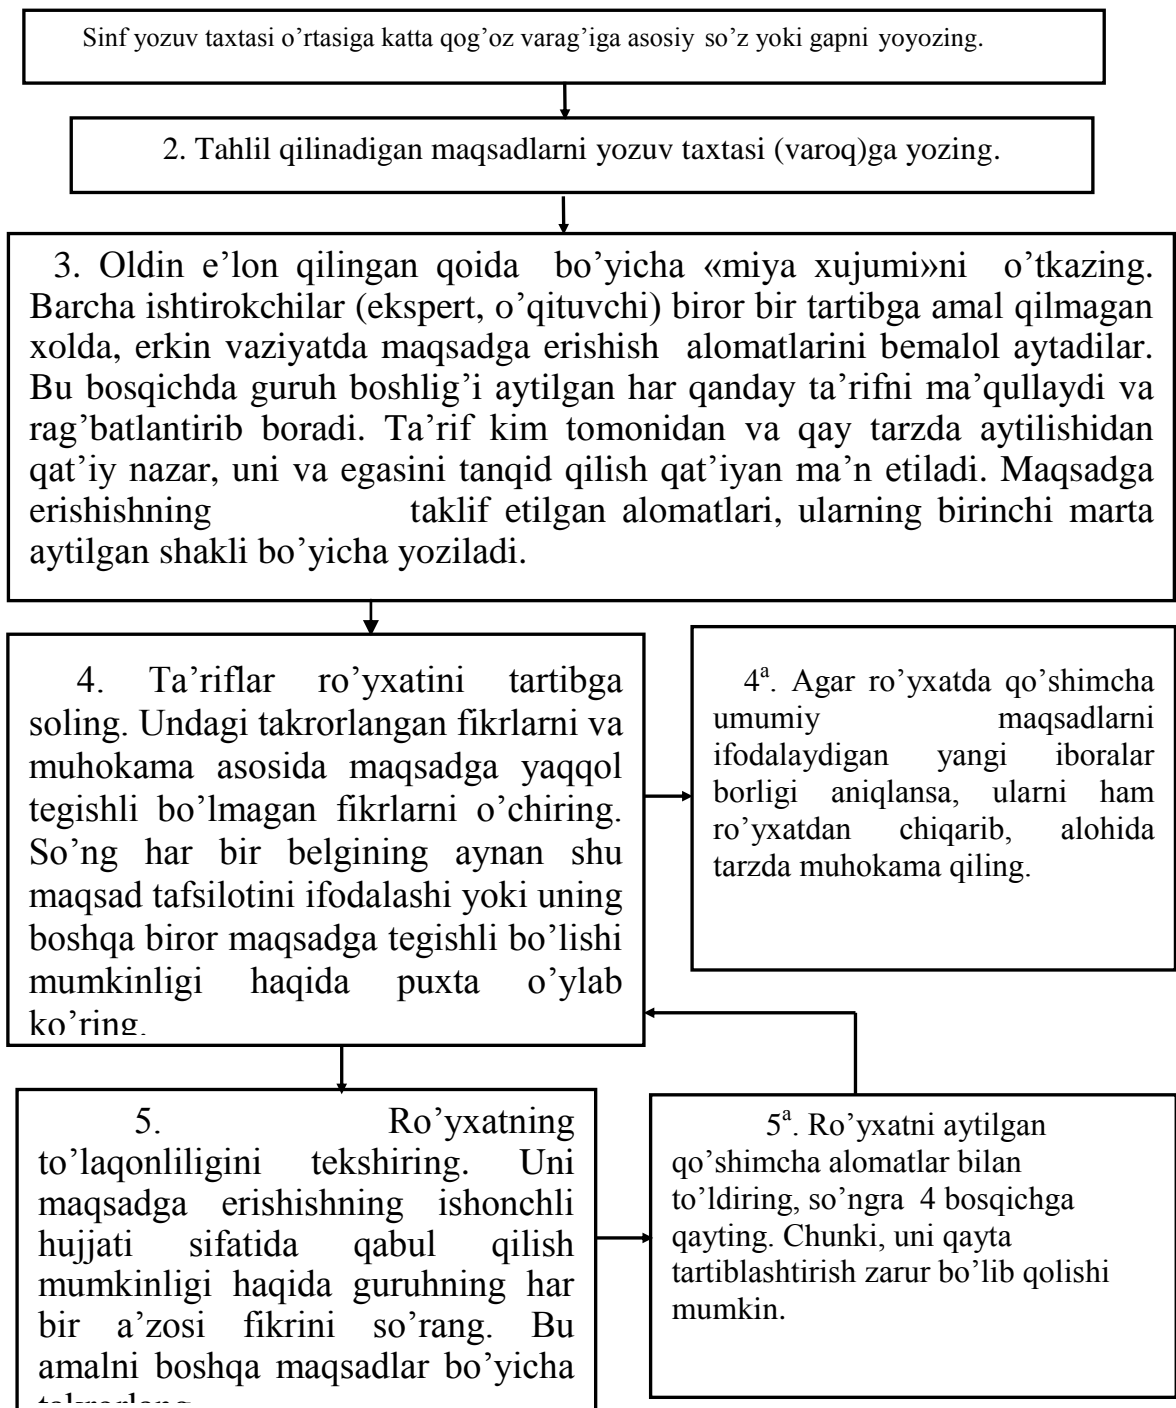 Sinf yozuv taxtasi o’rtasiga katta qog’oz varag’iga asosiy so’z yoki gapni yoyozing.
2. Tahlil qilinadigan maqsadlarni yozuv taxtasi (varoq)ga yozing.
3. Oldin e’lon qilingan qoida bo’yicha «miya xujumi»ni o’tkazing.
Barcha ishtirokchilar (ekspert, o’qituvchi) biror bir tartibga amal qilmagan
xolda, erkin vaziyatda maqsadga erishish alomatlarini bemalol aytadilar.
Bu bosqichda guruh boshlig’i aytilgan har qanday ta’rifni ma’qullaydi va
rag’batlantirib boradi. Ta’rif kim tomonidan va qay tarzda aytilishidan
qat’iy nazar, uni va egasini tanqid qilish qat’iyan ma’n etiladi. Maqsadga
erishishning taklif etilgan alomatlari, ularning birinchi marta
aytilgan shakli bo’yicha yoziladi.
4. Ta’riflar ro’yxatini tartibga
soling. Undagi takrorlangan fikrlarni va
muhokama asosida maqsadga yaqqol
tegishli bo’lmagan fikrlarni o’chiring.
So’ng har bir belgining aynan shu
maqsad tafsilotini ifodalashi yoki uning
boshqa biror maqsadga tegishli bo’lishi
mumkinligi haqida puxta o’ylab
ko’ring.
4ᵃ. Agar ro’yxatda qo’shimcha
umumiy maqsadlarni
ifodalaydigan yangi iboralar
borligi aniqlansa, ularni ham
ro’yxatdan chiqarib, alohida
tarzda muhokama qiling.
5. Ro’yxatning
to’laqonliligini tekshiring. Uni
maqsadga erishishning ishonchli
hujjati sifatida qabul qilish
mumkinligi haqida guruhning har
bir a’zosi fikrini so’rang. Bu
amalni boshqa maqsadlar bo’yicha
5ᵃ. Ro’yxatni aytilgan
qo’shimcha alomatlar bilan
to’ldiring, so’ngra 4 bosqichga
qayting. Chunki, uni qayta
tartiblashtirish zarur bo’lib qolishi
mumkin.